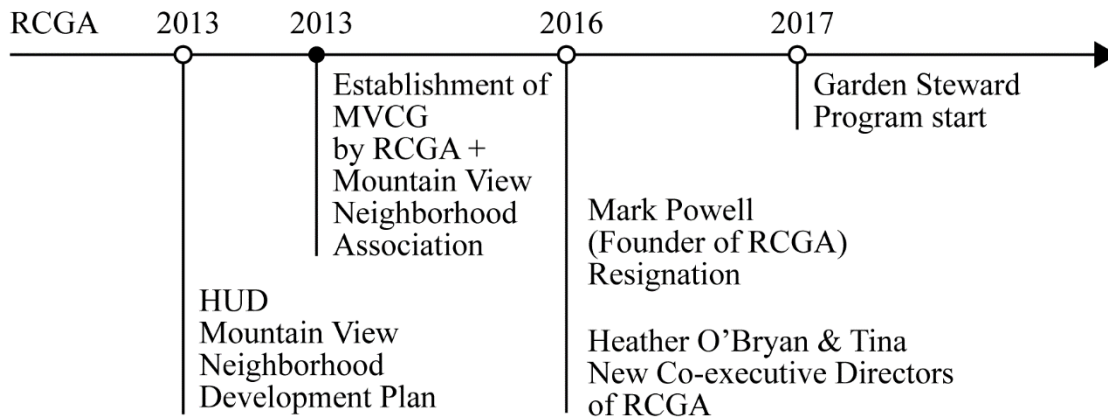 RCGA 2013 2013 2016 2017
Establishment of
MVCG
by RCGA +
Mountain View
Neighborhood
Association
Garden Steward
Program start
HUD
Mountain View
Neighborhood
Development Plan
Mark Powell
(Founder of RCGA)
Resignation
Heather O’Bryan & Tina
New Co-executive Directors
of RCGA